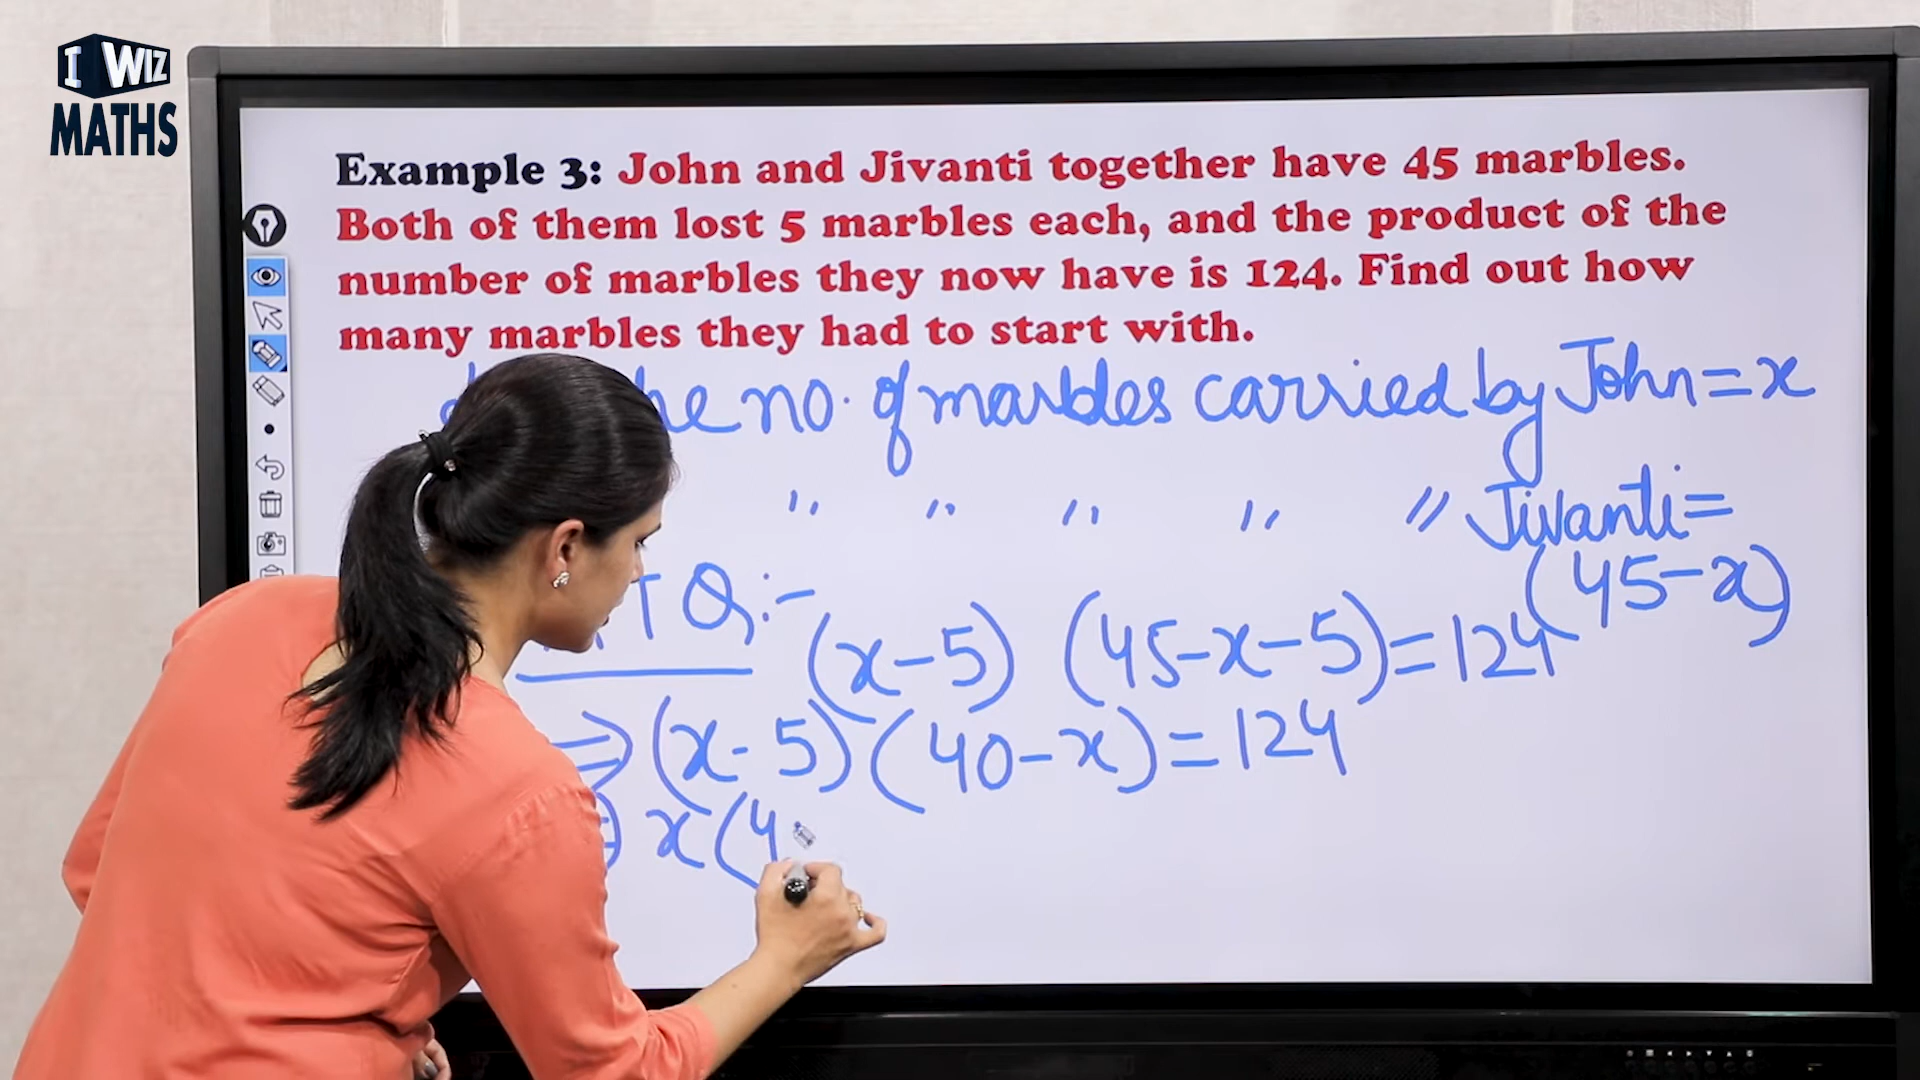 I WIZ
MATHS
Example 3: John and Jivanti together have 45 marbles.
Both of them lost 5 marbles each, and the product of the
number of marbles they now have is 124. Find out how
many marbles they had to start with.
no. of marbles carried by John = x
" " " " " Jivanti =
(45-x)
T Q :- (x-5) (45-x-5) = 124
⇒ (x-5) (40-x) = 124
x(4